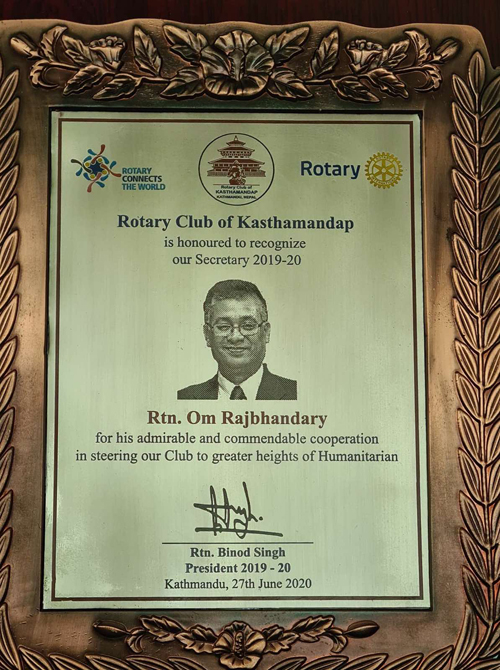 ROTARY
CONNECTS
THE WORLD
Rotary Club of
KASTHAMANDAP
KATHMANDU, NEPAL
Rotary
Rotary Club of Kasthamandap
is honoured to recognize
our Secretary 2019-20
Rtn. Om Rajbhandary
for his admirable and commendable cooperation
in steering our Club to greater heights of Humanitarian
Rtn. Binod Singh
President 2019 - 20
Kathmandu, 27th June 2020